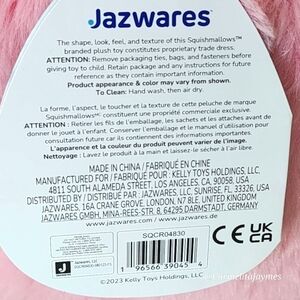 Jazwares®
The shape, look, feel, and texture of this Squishmallows™
branded plush toy constitutes proprietary trade dress.
ATTENTION: Remove packaging ties, bags, and fasteners before
giving toy to child. Retain package and any instructions for future
reference as they contain important information.
Product appearance & color may vary from shown.
To Clean: Hand wash, then air dry.
La forme, l'aspect, le toucher et la texture de cette peluche de marque
Squishmallows™ constituent une présentation commerciale exclusive.
ATTENTION : Retirer les fils de l'emballage, les sachets et les attaches avant de
donner le jouet à l'enfant. Conserver l'emballage et le manuel d'utilisation pour
consultation future car ils contiennent des informations importantes.
L'apparence et la couleur du produit peuvent varier de l'image.
Nettoyage : Lavez le produit à la main et laissez-le sécher à l'air libre.
MADE IN CHINA / FABRIQUÉ EN CHINE
MANUFACTURED FOR / FABRIQUÉ POUR: KELLY TOYS HOLDINGS, LLC,
4811 SOUTH ALAMEDA STREET, LOS ANGELES, CA, 90058, USA
DISTRIBUTED BY / DISTRIBUÉ PAR : JAZWARES, LLC, SUNRISE, FL 33326, USA
JAZWARES, 16A CRANE GROVE, LONDON, N7 8NN, UNITED KINGDOM
JAZWARES GMBH, MINA-REES-STR. 8, 64295 DARMSTADT, GERMANY
SQCR04830
CE
UK
CA
Jazwares, LLC
1 96566 39045 4
©2023 Kelly Toys Holdings, LLC